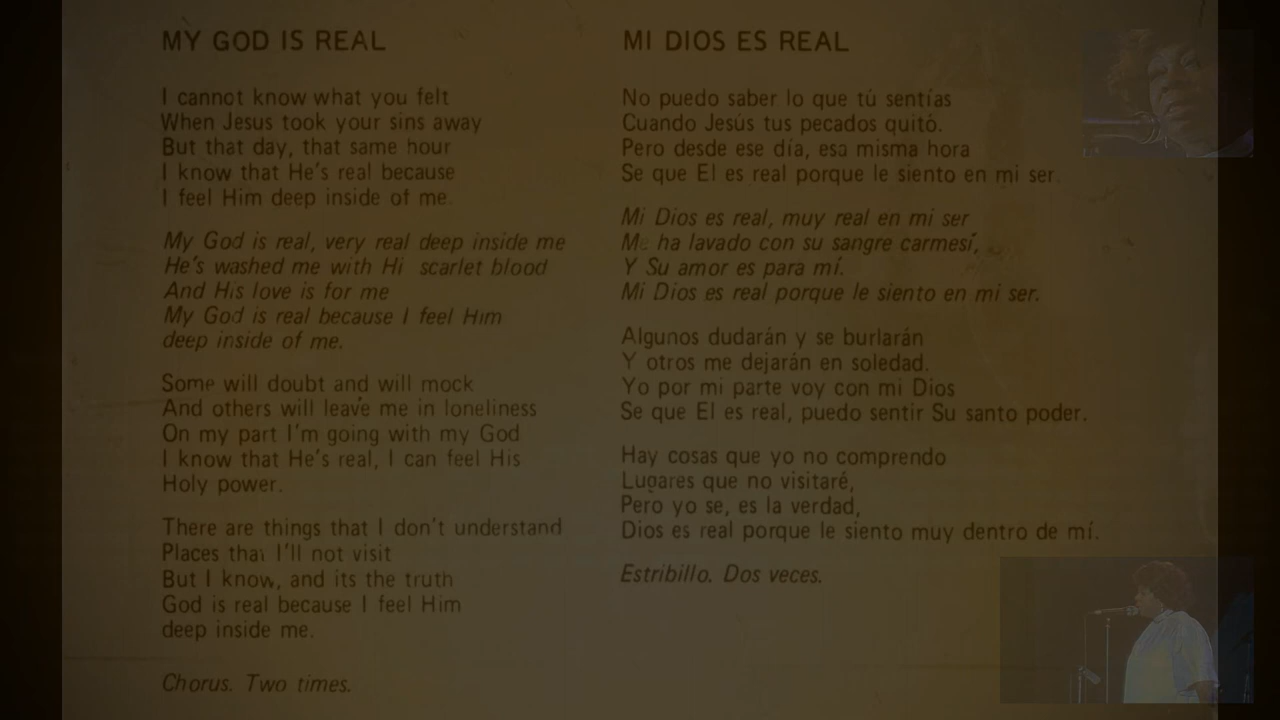 MY GOD IS REAL
I cannot know what you felt
When Jesus took your sins away
But that day, that same hour
I know that He's real because
I feel Him deep inside of me.
My God is real, very real deep inside me
He's washed me with Hi scarlet blood
And His love is for me
My God is real because I feel Him
deep inside of me.
Some will doubt and will mock
And others will leave me in loneliness
On my part I'm going with my God
I know that He's real, I can feel His
Holy power.
There are things that I don't understand
Places that I'll not visit
But I know, and its the truth
God is real because I feel Him
deep inside me.
Chorus. Two times.
MI DIOS ES REAL
No puedo saber lo que tú sentías
Cuando Jesús tus pecados quitó.
Pero desde ese día, esa misma hora
Se que El es real porque le siento en mi ser.
Mi Dios es real, muy real en mi ser
Me ha lavado con su sangre carmesí,
Y Su amor es para mí.
Mi Dios es real porque le siento en mi ser.
Algunos dudarán y se burlarán
Y otros me dejarán en soledad.
Yo por mi parte voy con mi Dios
Se que El es real, puedo sentir Su santo poder.
Hay cosas que yo no comprendo
Lugares que no visitaré,
Pero yo se, es la verdad,
Dios es real porque le siento muy dentro de mí.
Estribillo. Dos veces.